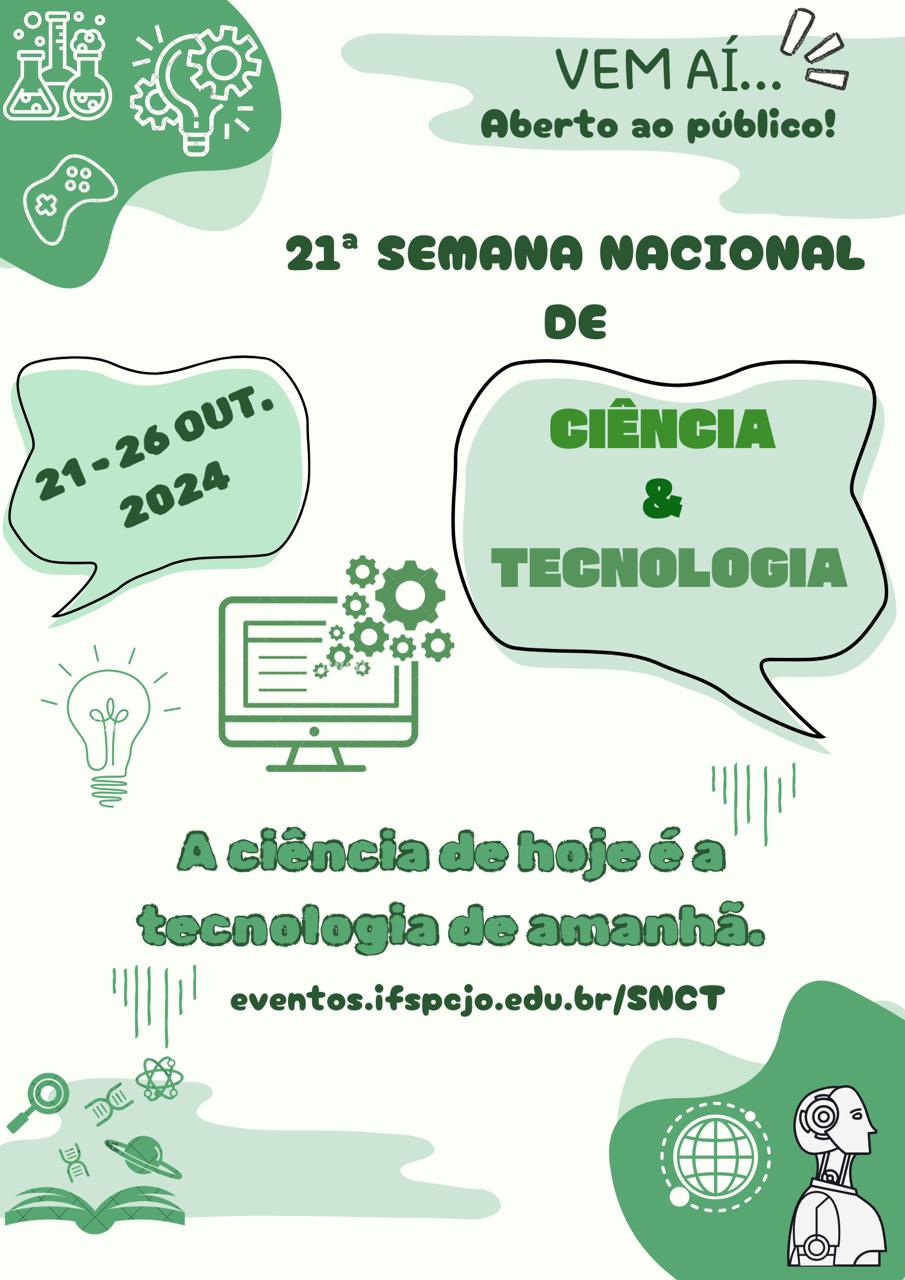 VEM AÍ...
Aberto ao público!
21ª SEMANA NACIONAL
DE
CIÊNCIA
&
TECNOLOGIA
21-26 OUT.
2024
A ciência de hoje é a
tecnologia de amanhã.
eventos.ifspcjo.edu.br/SNCT